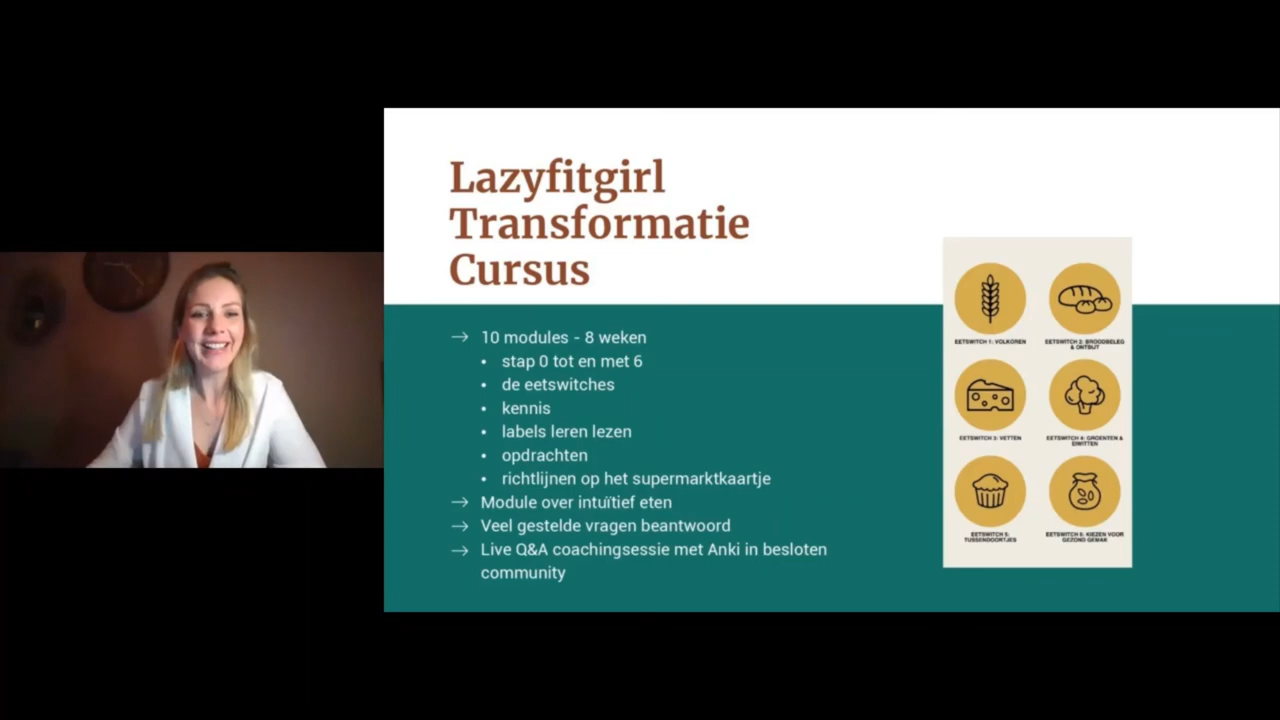 Lazyfitgirl
Transformatie
Cursus
→ 10 modules - 8 weken
• stap 0 tot en met 6
• de eetswitches
• kennis
• labels leren lezen
• opdrachten
• richtlijnen op het supermarktkaartje
→ Module over intuïtief eten
→ Veel gestelde vragen beantwoord
→ Live Q&A coachingsessie met Anki in besloten
community
EETSWITCH 1: VOLKOREN
EETSWITCH 2: BROODBELEG
& ONTBIJT
EETSWITCH 3: VETTEN
EETSWITCH 4: GROENTEN &
EIWITTEN
EETSWITCH 5:
TUSSENDOORTJES
EETSWITCH 6: KIEZEN VOOR
GEZOND GEMAK